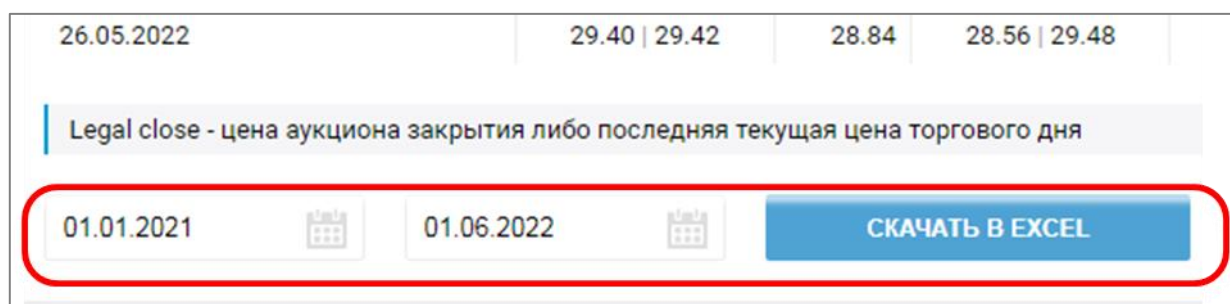 26.05.2022 29.40 | 29.42 28.84 28.56 | 29.48
Legal close - цена аукциона закрытия либо последняя текущая цена торгового дня
01.01.2021 01.06.2022 СКАЧАТЬ В EXCEL